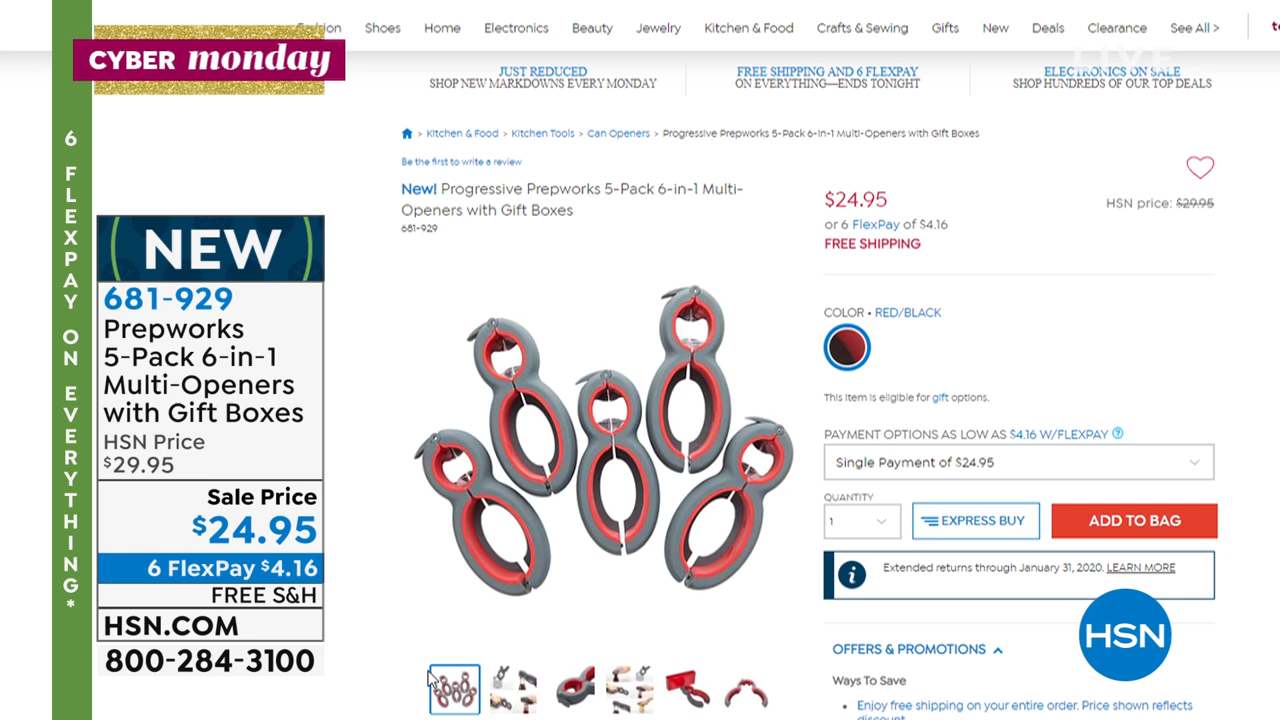 Shoes
Home
Electronics
Beauty
Jewelry
Kitchen & Food
Crafts & Sewing
Gifts
New
Deals
Clearance
See All >
CYBER monday
LIVE
JUST REDUCED
SHOP NEW MARKDOWNS EVERY MONDAY
FREE SHIPPING AND 6 FLEXPAY
ON EVERYTHING—ENDS TONIGHT
ELECTRONICS ON SALE
SHOP HUNDREDS OF OUR TOP DEALS
6 FLEXPAY ON EVERYTHING*
> Kitchen & Food > Kitchen Tools > Can Openers > Progressive Prepworks 5-Pack 6-in-1 Multi-Openers with Gift Boxes
Be the first to write a review
New! Progressive Prepworks 5-Pack 6-in-1 Multi-
Openers with Gift Boxes
681-929
$24.95
HSN price: $29.95
or 6 FlexPay of $4.16
FREE SHIPPING
COLOR • RED/BLACK
This item is eligible for gift options.
PAYMENT OPTIONS AS LOW AS $4.16 W/FLEXPAY ?
Single Payment of $24.95
QUANTITY
1
EXPRESS BUY
ADD TO BAG
i
Extended returns through January 31, 2020. LEARN MORE
HSN
OFFERS & PROMOTIONS
Ways To Save
• Enjoy free shipping on your entire order. Price shown reflects
discount.
NEW
681-929
Prepworks
5-Pack 6-in-1
Multi-Openers
with Gift Boxes
HSN Price
$29.95
Sale Price
$24.95
6 FlexPay $4.16
FREE S&H
HSN.COM
800-284-3100